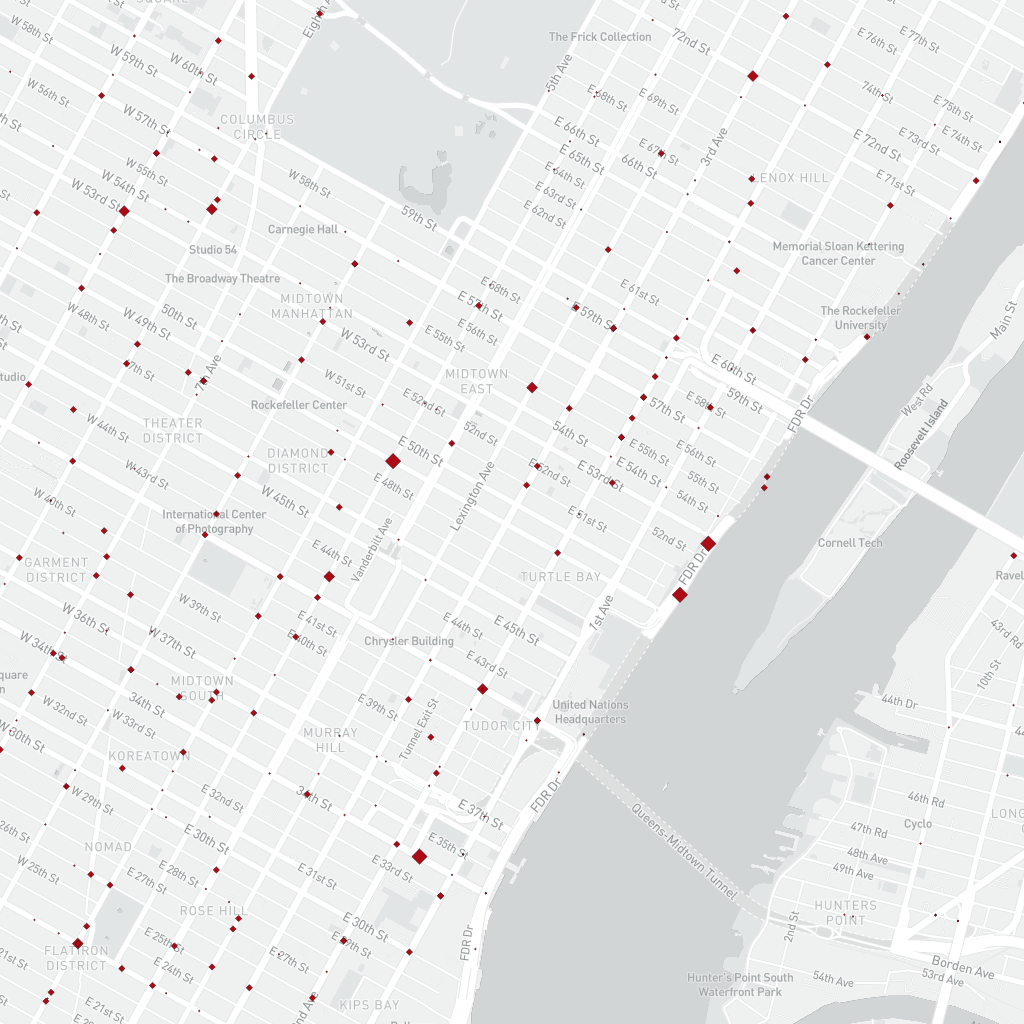 SQUARE
Eighth A
The Frick Collection
72nd St
E 76th St
E 77th St
W 59th St
W 60th St
5th Ave
W 56th St
W 57th St
E 68th St
E 69th St
74th St
E 75th St
COLUMBUS
CIRCLE
E 66th St
E 65th St
66th St
E 67th St
3rd Ave
E 72nd St
E 73rd St
E 74th St
W 55th St
W 54th St
W 53rd St
W 58th St
59th St
E 64th St
E 63rd St
E 62nd St
LENOX HILL
E 71st St
Carnegie Hall
Studio 54
The Broadway Theatre
Memorial Sloan Kettering
Cancer Center
MIDTOWN
MANHATTAN
E 58th St
E 57th St
E 61st St
E 59th St
50th St
W 49th St
W 48th St
W 53rd St
E 56th St
E 55th St
The Rockefeller
University
Main St
47th St
7th Ave
W 51st St
MIDTOWN
EAST
E 60th St
59th St
E 58th St
57th St
FDR Dr
West Rd
Roosevelt Island
tudio
Rockefeller Center
E 52nd St
52nd St
54th St
E 56th St
E 55th St
THEATER
DISTRICT
W 44th St
DIAMOND
DISTRICT
E 50th St
E 53rd St
E 54th St
55th St
54th St
E 52nd St
W 43rd St
W 45th St
E 48th St
Lexington Ave
E 51st St
52nd St
W 40th St
International Center
of Photography
E 44th St
Vanderbilt Ave
Cornell Tech
GARMENT
DISTRICT
TURTLE BAY
FDR Dr
Ravel
W 39th St
W 36th St
W 37th St
E 41st St
E 40th St
1st Ave
E 44th St
E 45th St
43rd Rd
W 34th St
Chrysler Building
E 43rd St
quare
n
MIDTOWN
SOUTH
34th St
W 33rd St
W 32nd St
E 39th St
Tunnel Exit St
10th St
44th Dr
44
United Nations
Headquarters
TUDOR CITY
MURRAY
HILL
W 30th St
KOREATOWN
W 29th St
E 32nd St
34th St
E 37th St
FDR Dr
Queens-Midtown Tunnel
46th Rd
47th Rd
48th Ave
49th Ave
Cyclo
LONG
26th St
E 30th St
E 35th St
E 33rd St
NOMAD
W 25th St
E 28th St
E 27th St
E 31st St
ROSE HILL
E 30th St
E 29th St
HUNTERS
POINT
2nd St
FLATIRON
DISTRICT
21st St
E 25th St
E 24th St
E 27th St
FDR Dr
Borden Ave
53rd Ave
54th Ave
Hunter's Point South
Waterfront Park
E 21st St
2nd Ave
KIPS BAY
E 20
Bell